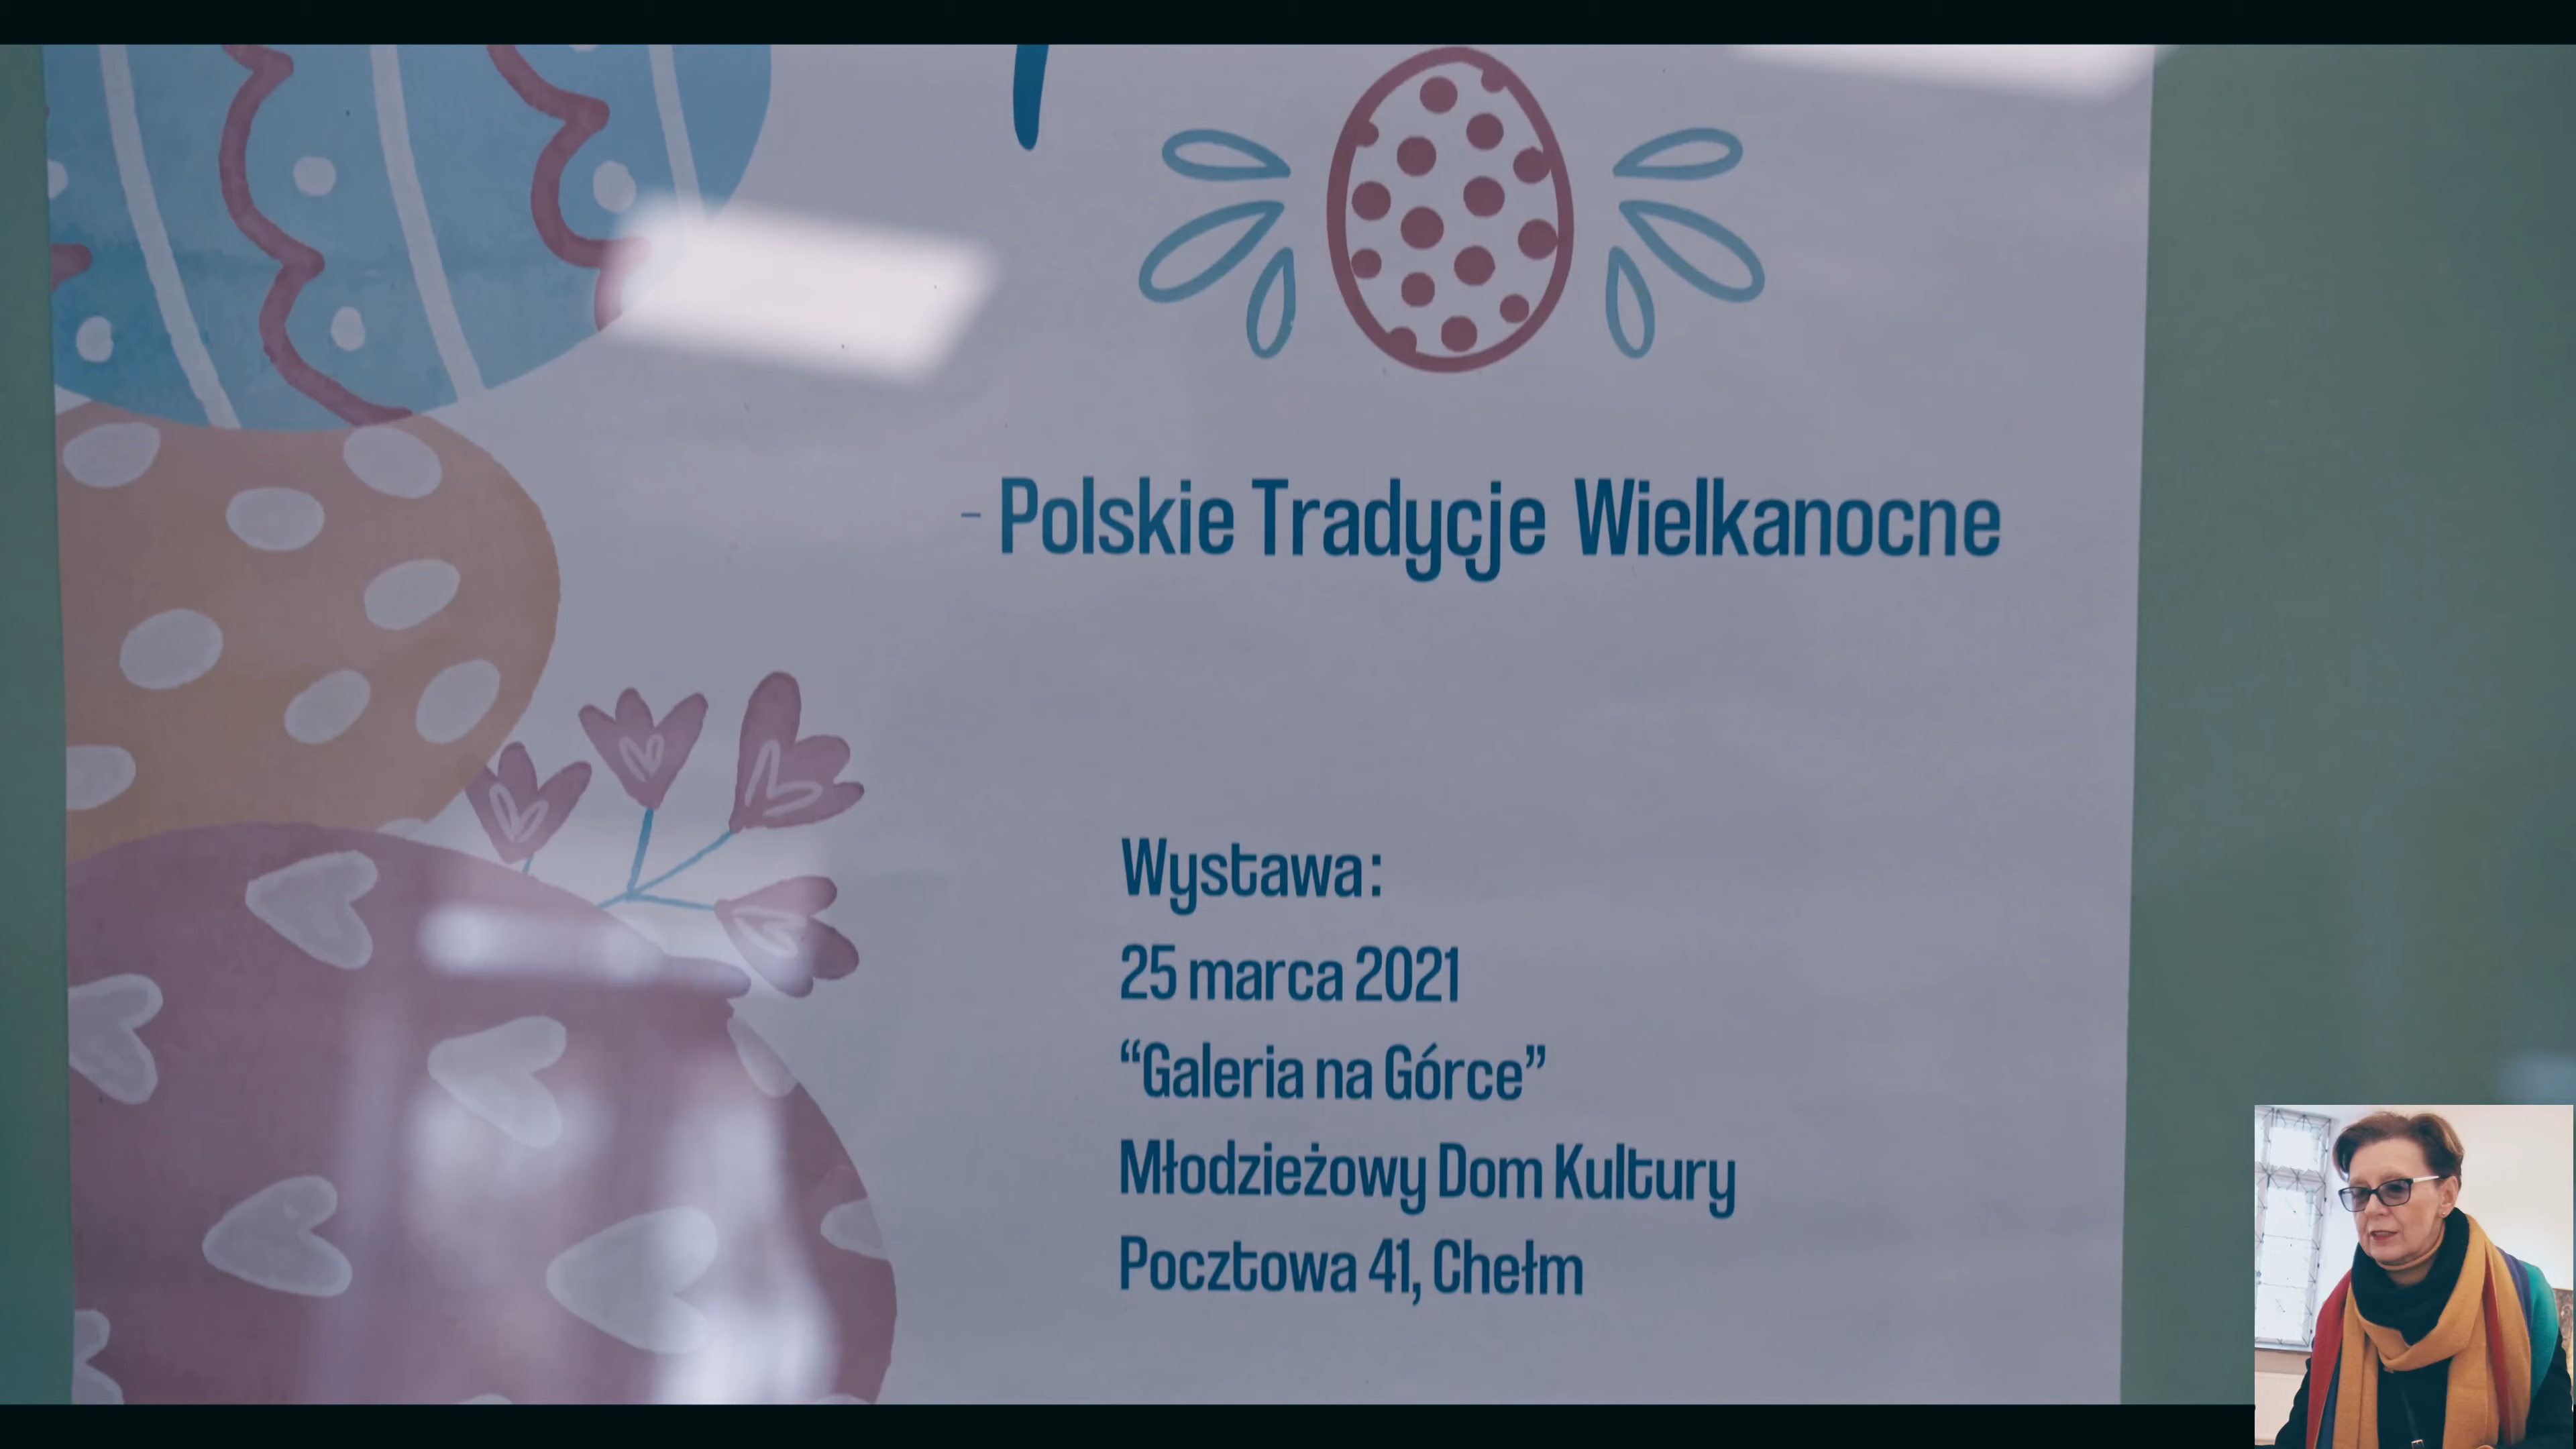 - Polskie Tradycje Wielkanocne
Wystawa:
25 marca 2021
“Galeria na Górce”
Młodzieżowy Dom Kultury
Pocztowa 41, Chełm